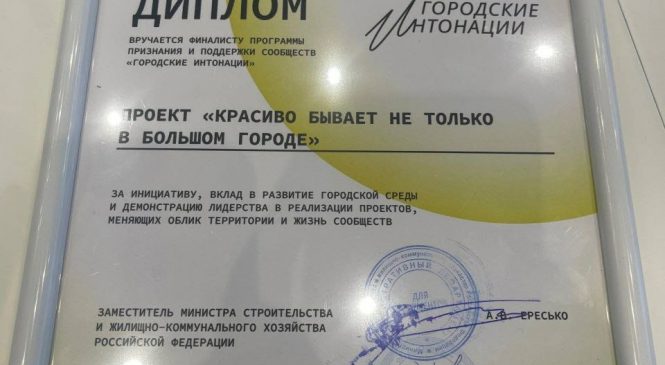 ДИПЛОМ
ГОРОДСКИЕ
ИНТОНАЦИИ
ВРУЧАЕТСЯ ФИНАЛИСТУ ПРОГРАММЫ
ПРИЗНАНИЯ И ПОДДЕРЖКИ СООБЩЕСТВ
«ГОРОДСКИЕ ИНТОНАЦИИ»
ПРОЕКТ «КРАСИВО БЫВАЕТ НЕ ТОЛЬКО
В БОЛЬШОМ ГОРОДЕ»
ЗА ИНИЦИАТИВУ, ВКЛАД В РАЗВИТИЕ ГОРОДСКОЙ СРЕДЫ
И ДЕМОНСТРАЦИЮ ЛИДЕРСТВА В РЕАЛИЗАЦИИ ПРОЕКТОВ,
МЕНЯЮЩИХ ОБЛИК ТЕРРИТОРИИ И ЖИЗНЬ СООБЩЕСТВ
ДЛЯ
ЗАМЕСТИТЕЛЬ МИНИСТРА СТРОИТЕЛЬСТВА
И ЖИЛИЩНО-КОММУНАЛЬНОГО ХОЗЯЙСТВА
РОССИЙСКОЙ ФЕДЕРАЦИИ
ЕРЕСЬКО